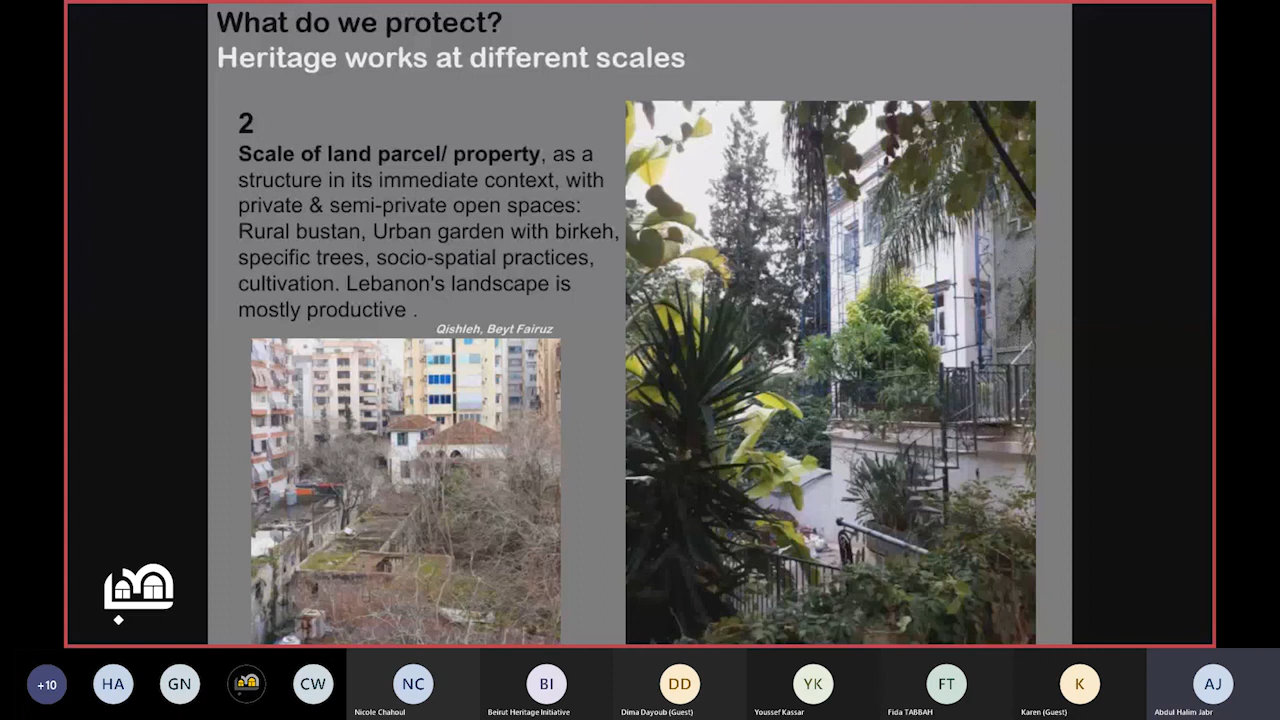 What do we protect?
Heritage works at different scales
2
Scale of land parcel/ property, as a
structure in its immediate context, with
private & semi-private open spaces:
Rural bustan, Urban garden with birkeh,
specific trees, socio-spatial practices,
cultivation. Lebanon's landscape is
mostly productive .
Qishleh, Beyt Fairuz
+10
HA
GN
CW
NC
BI
DD
YK
FT
K
AJ
Nicole Chahoul
Beirut Heritage Initiative
Dima Dayoub (Guest)
Youssef Kassar
Fida TABBAH
Karen (Guest)
Abdul Halim Jabr